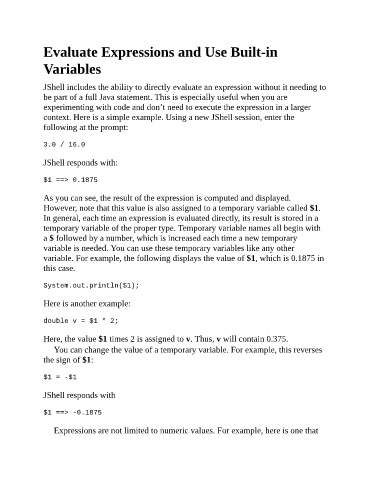 Evaluate Expressions and Use Built-in
Variables
JShell includes the ability to directly evaluate an expression without it needing to
be part of a full Java statement. This is especially useful when you are
experimenting with code and don’t need to execute the expression in a larger
context. Here is a simple example. Using a new JShell session, enter the
following at the prompt:
3.0 / 16.0
JShell responds with:
$1 ==> 0.1875
As you can see, the result of the expression is computed and displayed.
However, note that this value is also assigned to a temporary variable called $1.
In general, each time an expression is evaluated directly, its result is stored in a
temporary variable of the proper type. Temporary variable names all begin with
a $ followed by a number, which is increased each time a new temporary
variable is needed. You can use these temporary variables like any other
variable. For example, the following displays the value of $1, which is 0.1875 in
this case.
System.out.println($1);
Here is another example:
double v = $1 * 2;
Here, the value $1 times 2 is assigned to v. Thus, v will contain 0.375.
You can change the value of a temporary variable. For example, this reverses
the sign of $1:
$1 = -$1
JShell responds with
$1 ==> -0.1875
Expressions are not limited to numeric values. For example, here is one that